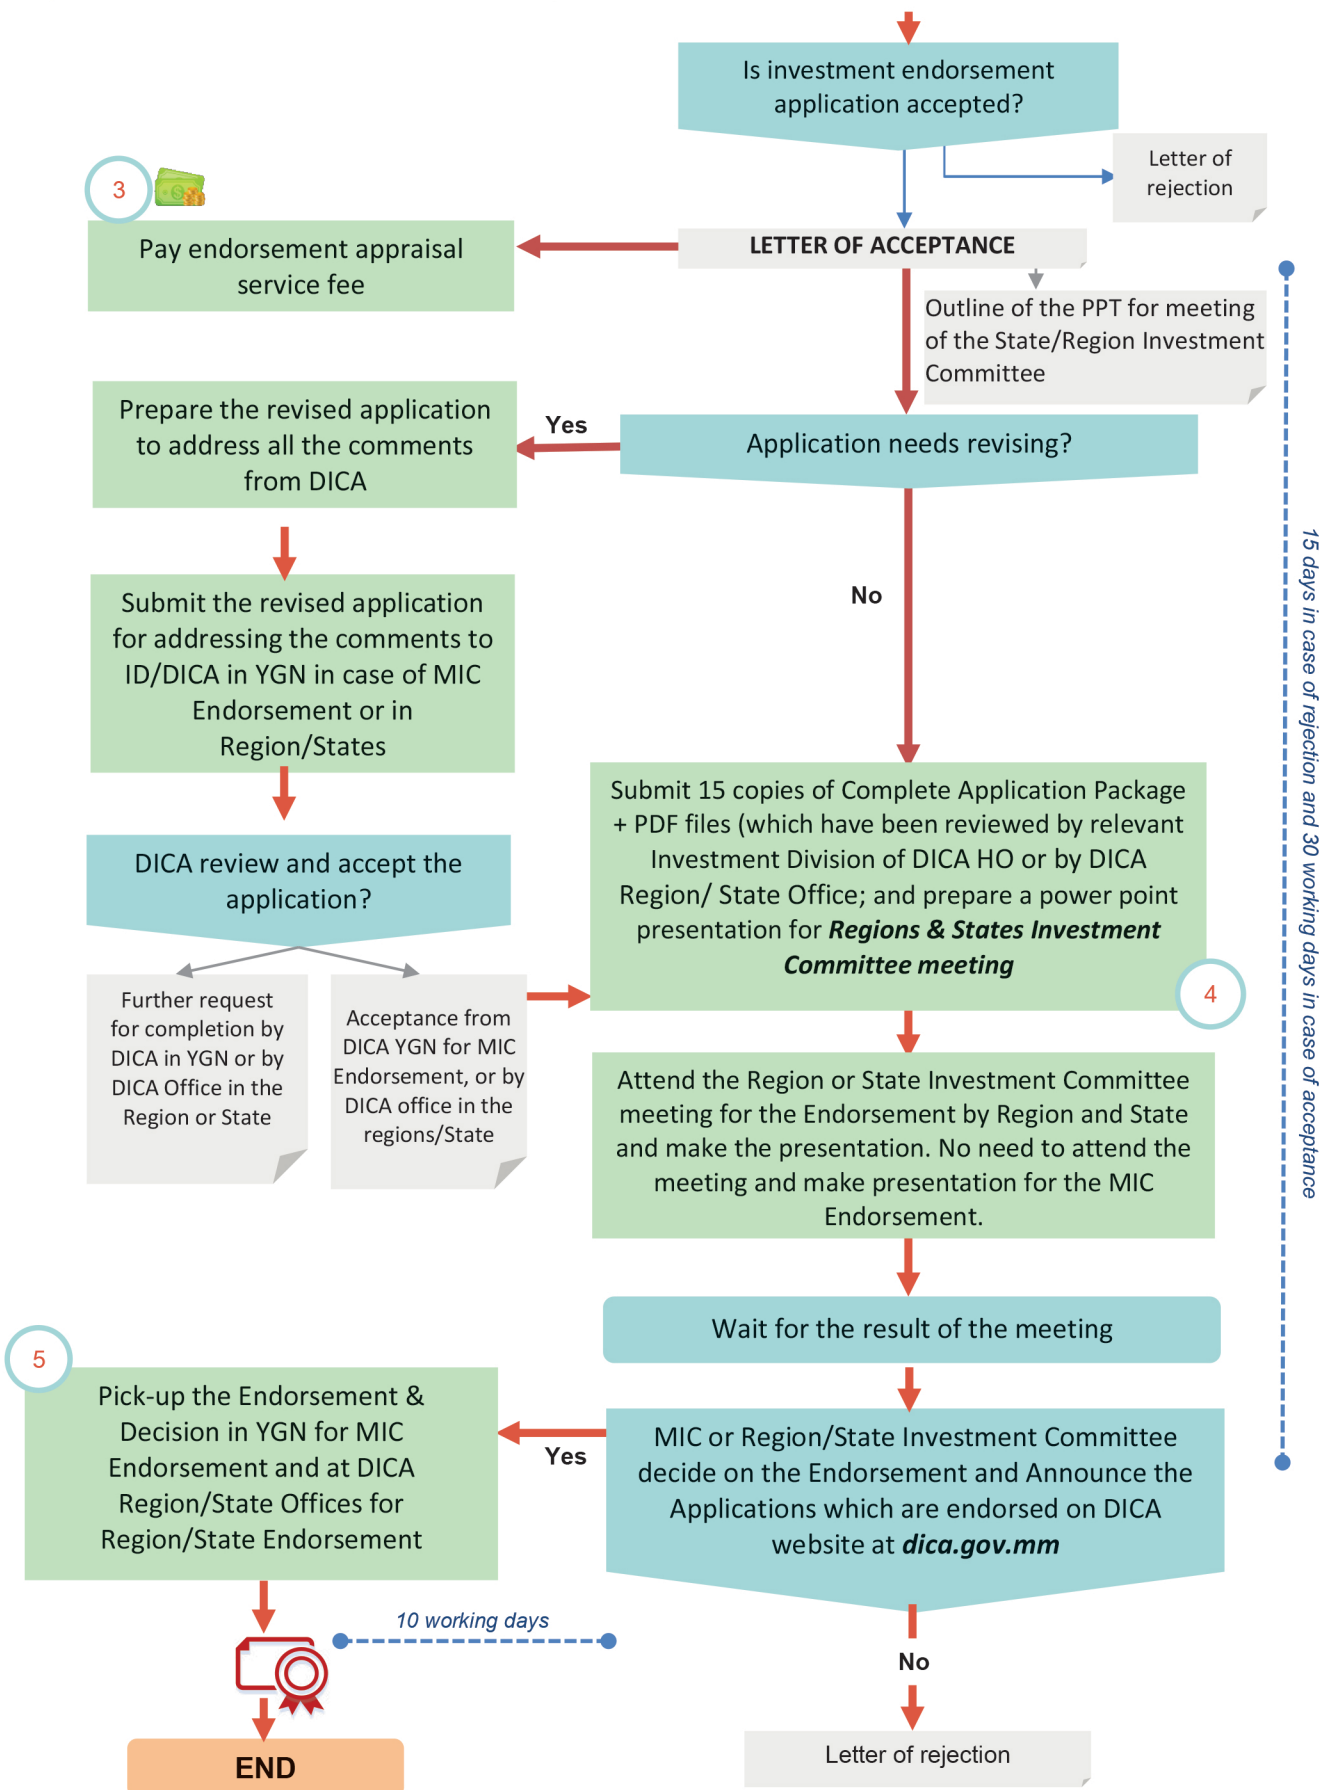 Is investment endorsement
application accepted?
Letter of
rejection
3
Pay endorsement appraisal
service fee
LETTER OF ACCEPTANCE
Outline of the PPT for meeting
of the State/Region Investment
Committee
Prepare the revised application
to address all the comments
from DICA
Yes
Application needs revising?
Submit the revised application
for addressing the comments to
ID/DICA in YGN in case of MIC
Endorsement or in
Region/States
No
DICA review and accept the
application?
Further request
for completion by
DICA in YGN or by
DICA Office in the
Region or State
Acceptance from
DICA YGN for MIC
Endorsement, or by
DICA office in the
regions/State
Submit 15 copies of Complete Application Package
+ PDF files (which have been reviewed by relevant
Investment Division of DICA HO or by DICA
Region/ State Office; and prepare a power point
presentation for Regions & States Investment
Committee meeting
4
Attend the Region or State Investment Committee
meeting for the Endorsement by Region and State
and make the presentation. No need to attend the
meeting and make presentation for the MIC
Endorsement.
Wait for the result of the meeting
5
Pick-up the Endorsement &
Decision in YGN for MIC
Endorsement and at DICA
Region/State Offices for
Region/State Endorsement
Yes
MIC or Region/State Investment Committee
decide on the Endorsement and Announce the
Applications which are endorsed on DICA
website at dica.gov.mm
10 working days
No
Letter of rejection
END
15 days in case of rejection and 30 working days in case of acceptance